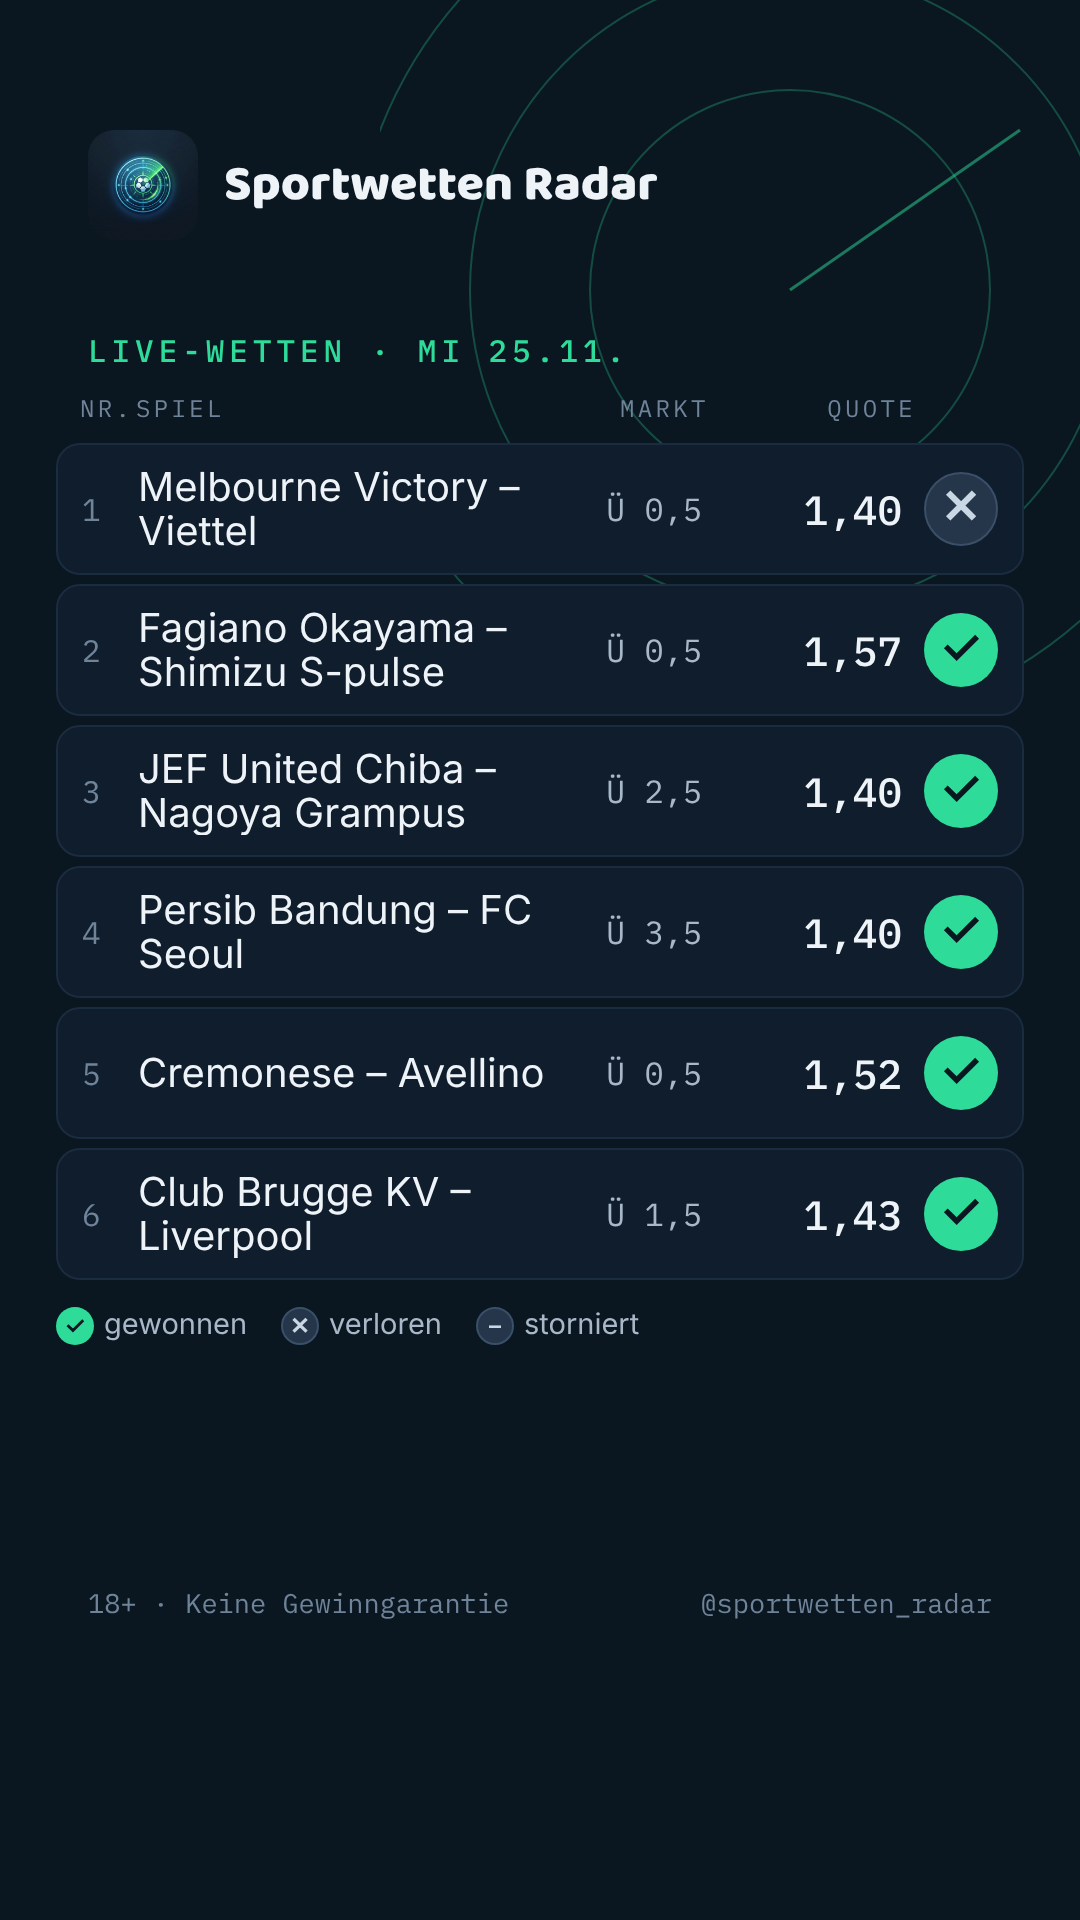 Sportwetten Radar
LIVE-WETTEN · MI 25.11.
NR. SPIEL MARKT QUOTE
1 Melbourne Victory – Ü 0,5 1,40
Viettel
2 Fagiano Okayama – Ü 0,5 1,57
Shimizu S-pulse
3 JEF United Chiba – Ü 2,5 1,40
Nagoya Grampus
4 Persib Bandung – FC Ü 3,5 1,40
Seoul
5 Cremonese – Avellino Ü 0,5 1,52
6 Club Brugge KV – Ü 1,5 1,43
Liverpool
gewonnen verloren storniert
18+ · Keine Gewinngarantie @sportwetten_radar